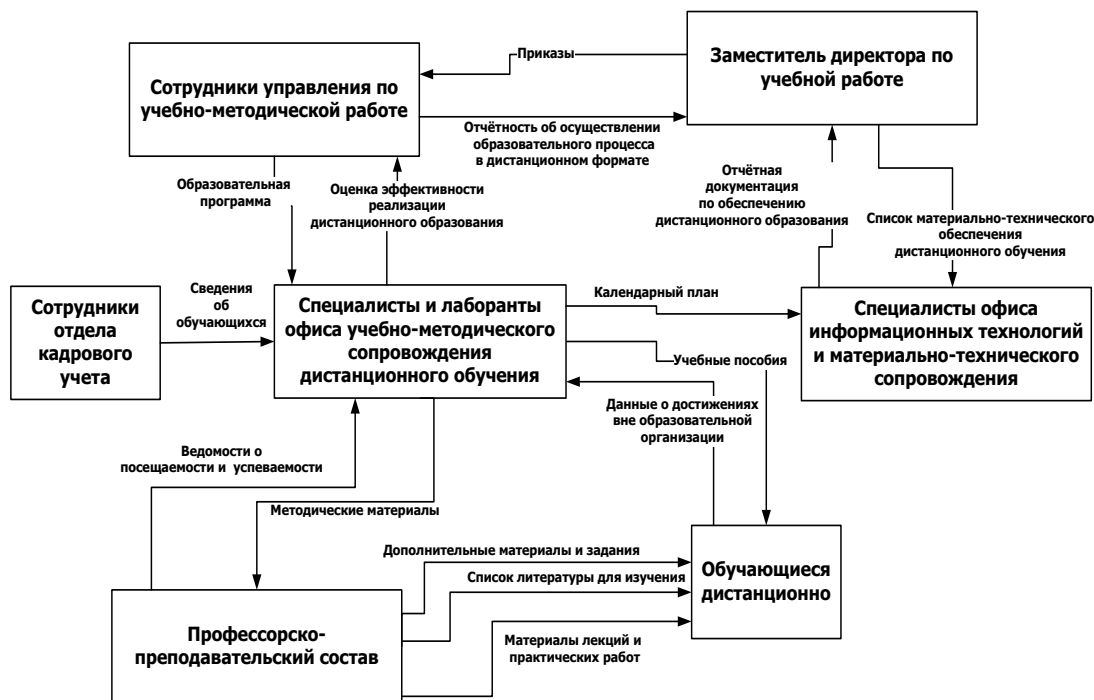 Приказы
Заместитель директора по
учебной работе
Сотрудники управления по
учебно-методической работе
Отчётность об осуществлении
образовательного процесса
в дистанционном формате
Образовательная
программа
Оценка эффективности
реализации
дистанционного образования
Отчётная
документация
по обеспечению
дистанционного образования
Список материально-технического
обеспечения
дистанционного обучения
Сведения
об
обучающихся
Сотрудники
отдела
кадрового
учета
Специалисты и лаборанты
офиса учебно-методического
сопровождения
дистанционного обучения
Календарный план
Специалисты офиса
информационных технологий
и материально-технического
сопровождения
Учебные пособия
Данные о достижениях
вне образовательной
организации
Ведомости о
посещаемости и успеваемости
Методические материалы
Дополнительные материалы и задания
Список литературы для изучения
Обучающиеся
дистанционно
Профессорско-
преподавательский состав
Материалы лекций и
практических работ